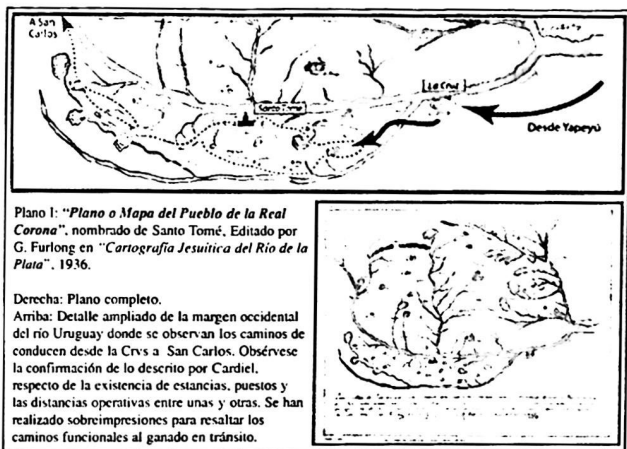 A San
Carlos
Santo Tomé
La Cruz
Desde Yapeyú
Plano I: "Plano o Mapa del Pueblo de la Real
Corona", nombrado de Santo Tomé, Editado por
G. Furlong en "Cartografía Jesuítica del Río de la
Plata", 1936.
Derecha: Plano completo.
Arriba: Detalle ampliado de la margen occidental
del río Uruguay donde se observan los caminos de
conducen desde la Crvs a San Carlos. Obsérvese
la confirmación de lo descrito por Cardiel,
respecto de la existencia de estancias, puestos y
las distancias operativas entre unas y otras. Se han
realizado sobreimpresiones para resaltar los
caminos funcionales al ganado en tránsito.